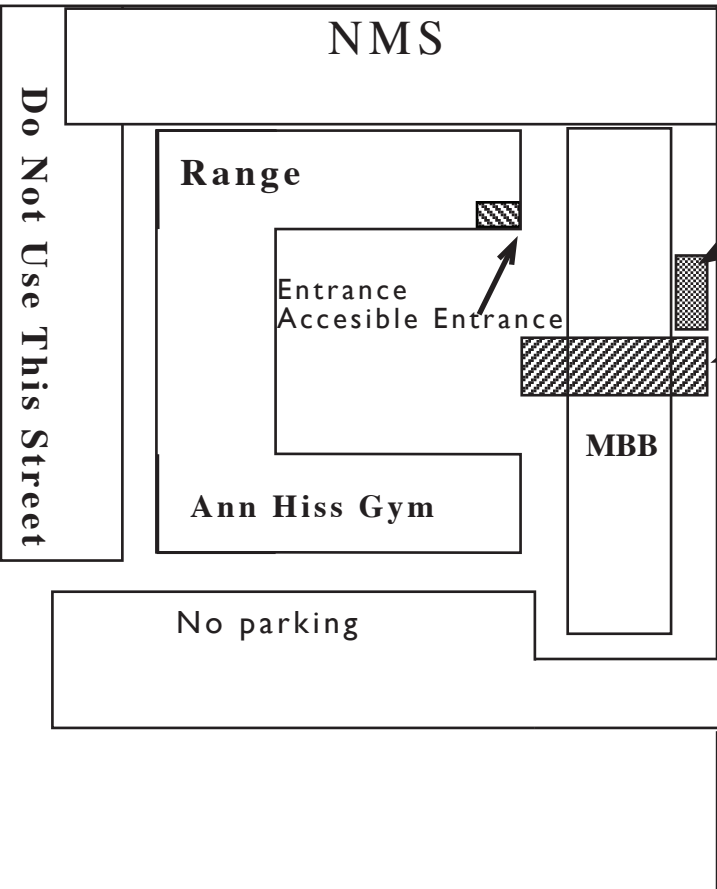 NMS
Do Not Use This Street
Range
Entrance
Accesible Entrance
MBB
Ann Hiss Gym
No parking